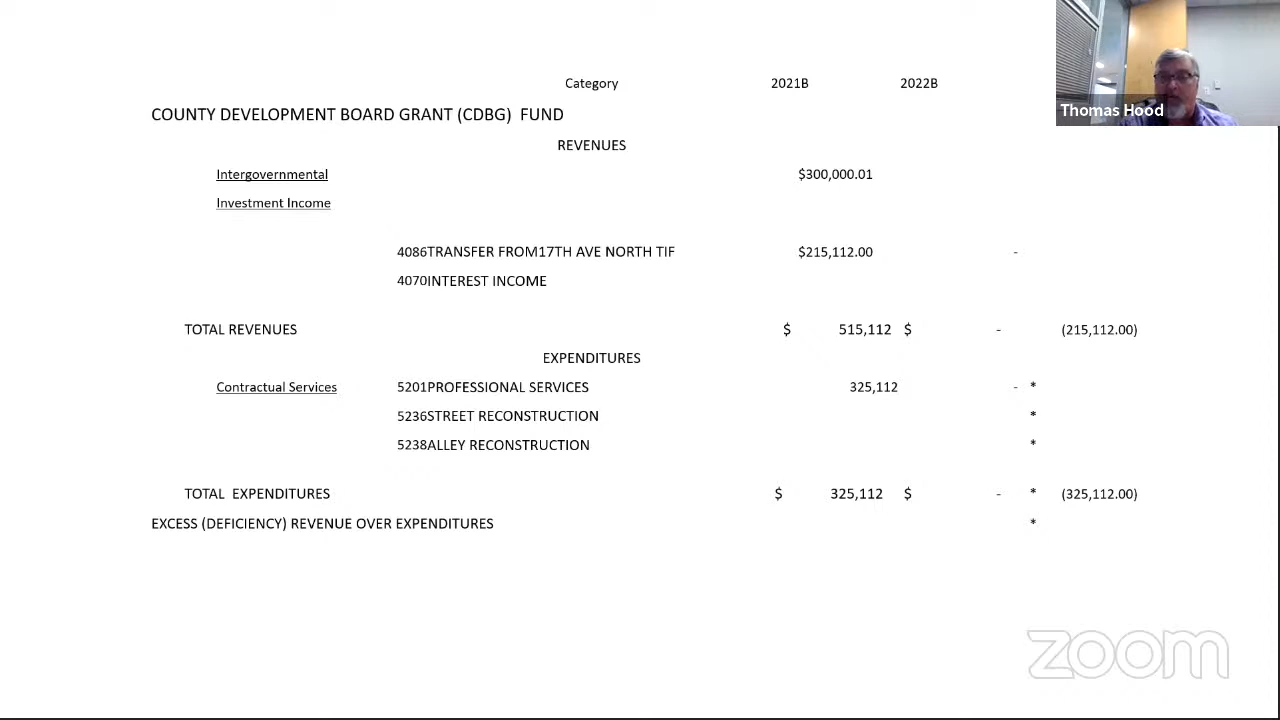 Category 2021B 2022B
Thomas Hood
COUNTY DEVELOPMENT BOARD GRANT (CDBG) FUND
REVENUES
Intergovernmental $300,000.01
Investment Income
4086TRANSFER FROM17TH AVE NORTH TIF $215,112.00 -
4070INTEREST INCOME
TOTAL REVENUES $ 515,112 $ - (215,112.00)
EXPENDITURES
Contractual Services 5201PROFESSIONAL SERVICES 325,112 - *
5236STREET RECONSTRUCTION *
5238ALLEY RECONSTRUCTION *
TOTAL EXPENDITURES $ 325,112 $ - * (325,112.00)
EXCESS (DEFICIENCY) REVENUE OVER EXPENDITURES *
zoom